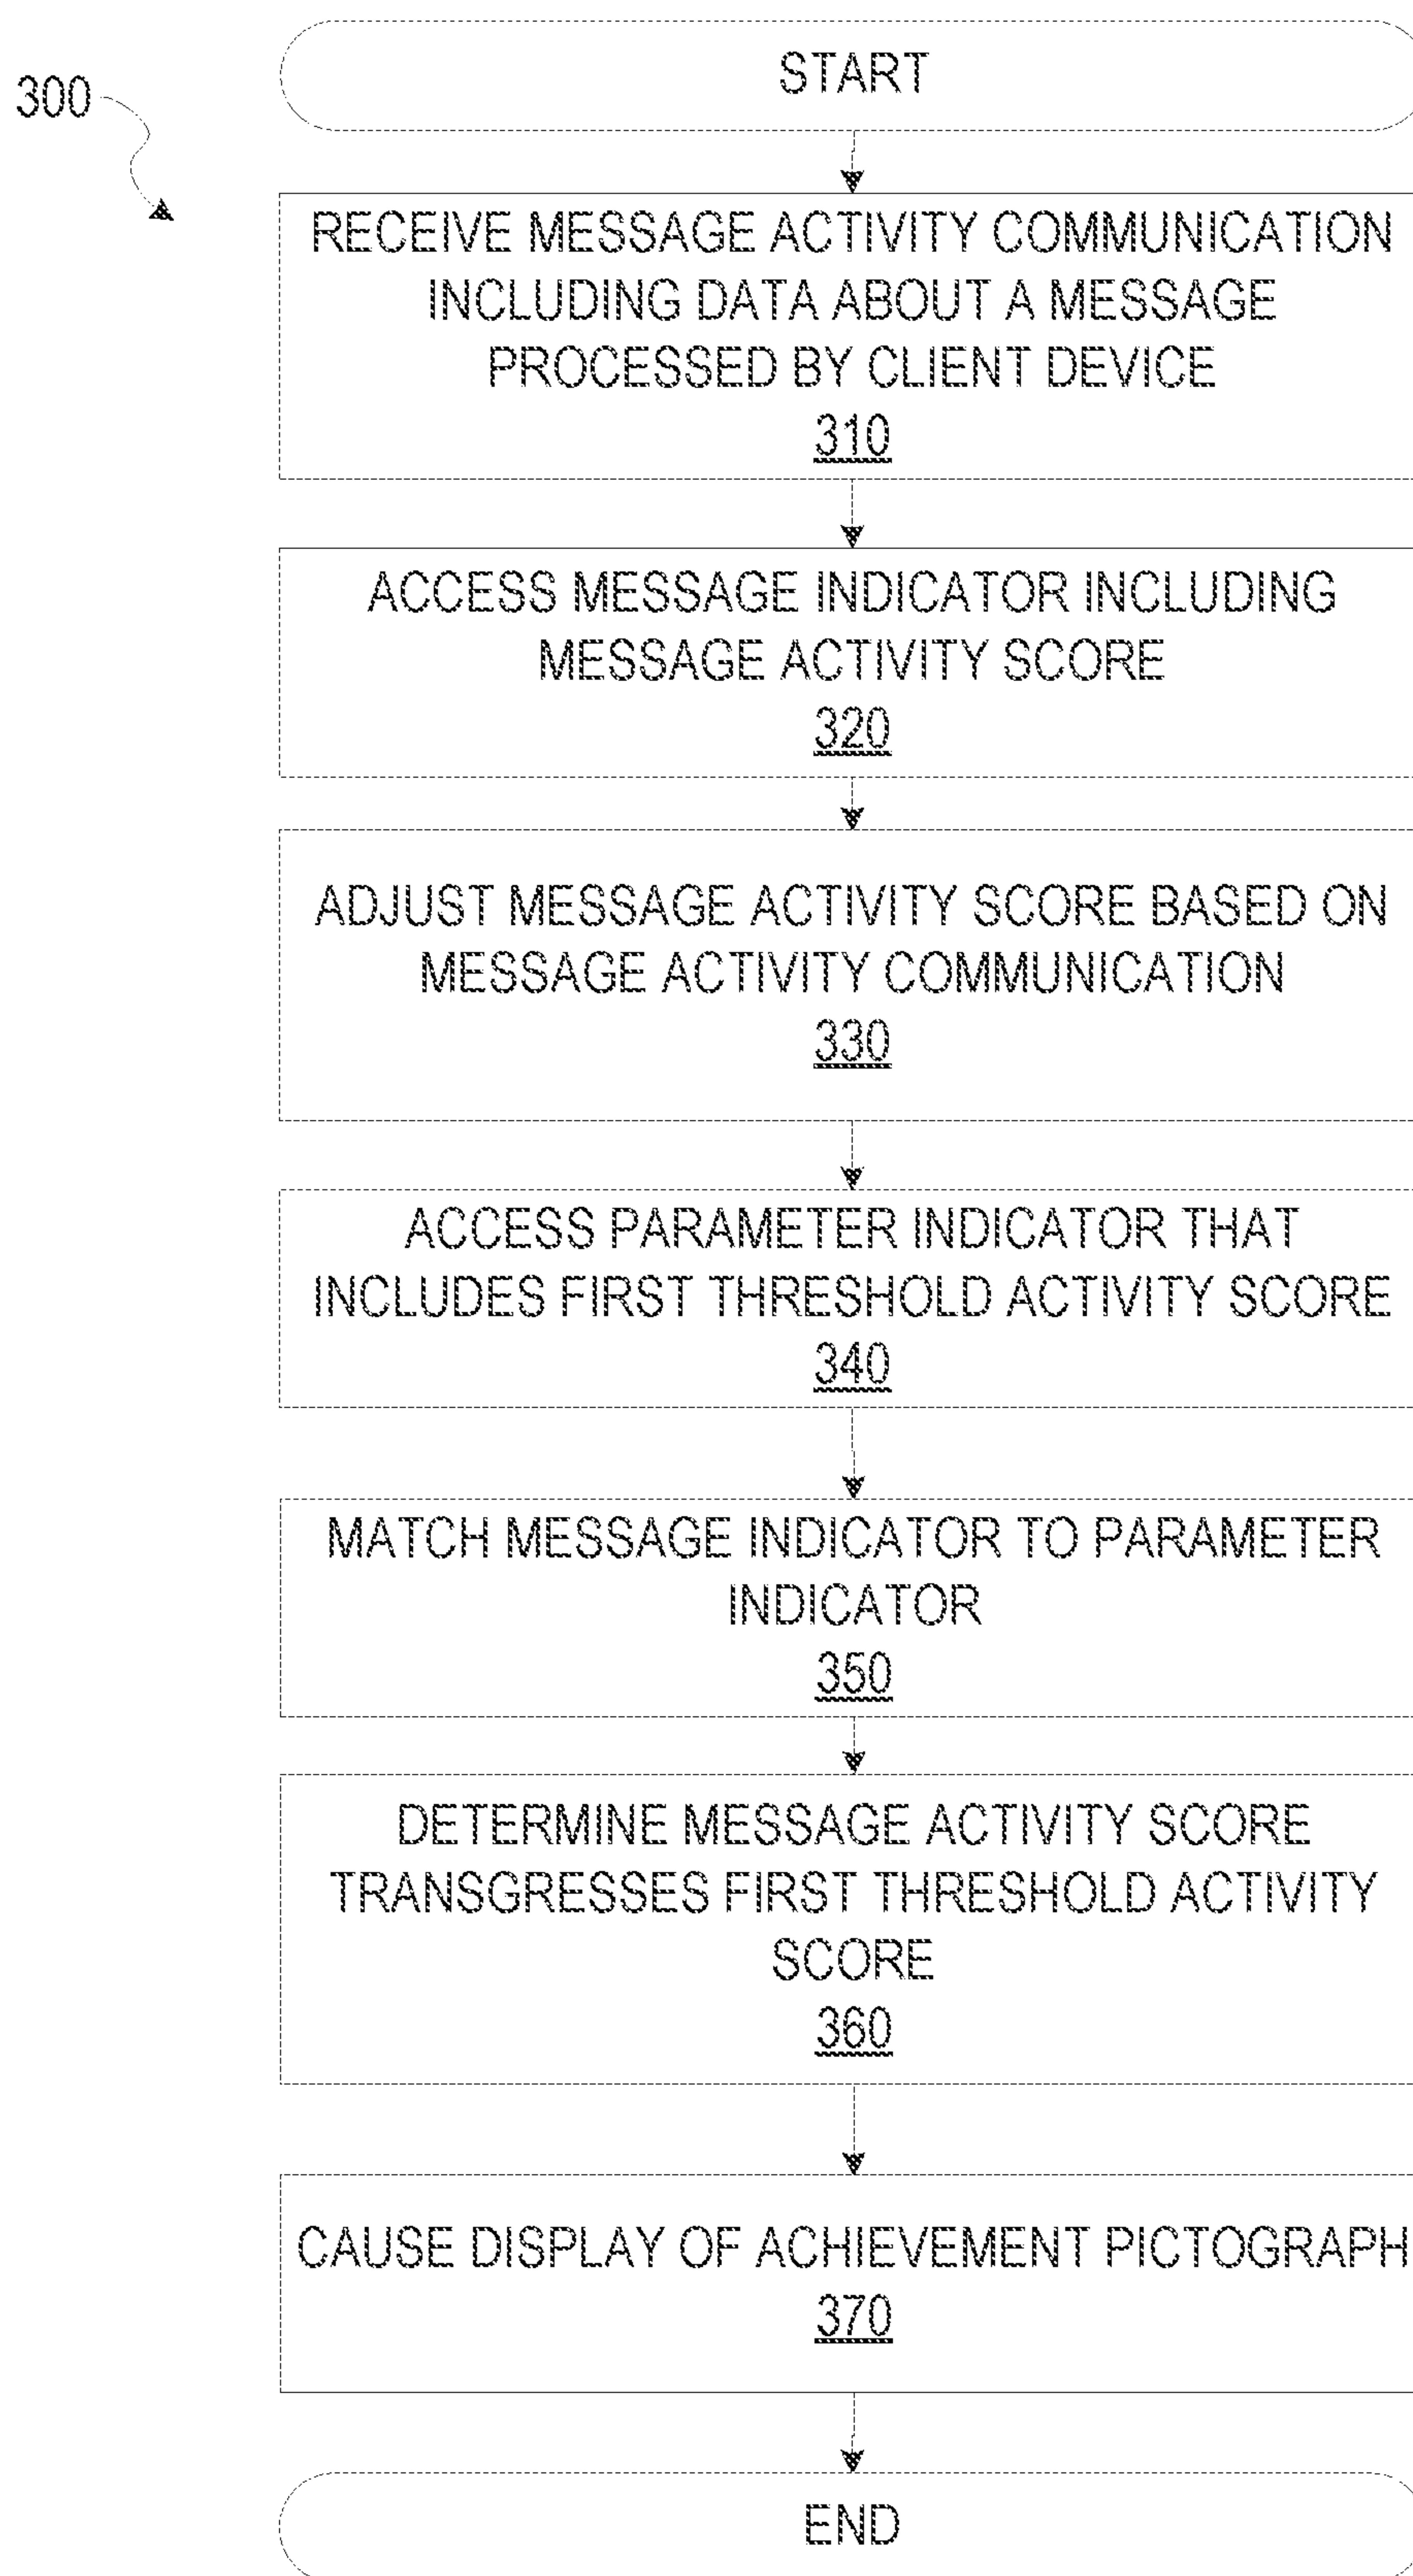 START
300
RECEIVE MESSAGE ACTIVITY COMMUNICATION
INCLUDING DATA ABOUT A MESSAGE
PROCESSED BY CLIENT DEVICE
310
ACCESS MESSAGE INDICATOR INCLUDING
MESSAGE ACTIVITY SCORE
320
ADJUST MESSAGE ACTIVITY SCORE BASED ON
MESSAGE ACTIVITY COMMUNICATION
330
ACCESS PARAMETER INDICATOR THAT
INCLUDES FIRST THRESHOLD ACTIVITY SCORE
340
MATCH MESSAGE INDICATOR TO PARAMETER
INDICATOR
350
DETERMINE MESSAGE ACTIVITY SCORE
TRANSGRESSES FIRST THRESHOLD ACTIVITY
SCORE
360
CAUSE DISPLAY OF ACHIEVEMENT PICTOGRAPH
370
END